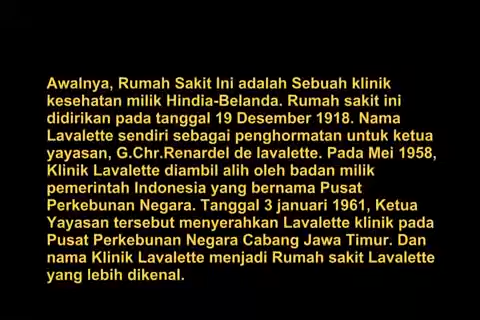 Awalnya, Rumah Sakit Ini adalah Sebuah klinik
kesehatan milik Hindia-Belanda. Rumah sakit ini
didirikan pada tanggal 19 Desember 1918. Nama
Lavalette sendiri sebagai penghormatan untuk ketua
yayasan, G.Chr.Renardel de lavalette. Pada Mei 1958,
Klinik Lavalette diambil alih oleh badan milik
pemerintah Indonesia yang bernama Pusat
Perkebunan Negara. Tanggal 3 januari 1961, Ketua
Yayasan tersebut menyerahkan Lavalette klinik pada
Pusat Perkebunan Negara Cabang Jawa Timur. Dan
nama Klinik Lavalette menjadi Rumah sakit Lavalette
yang lebih dikenal.